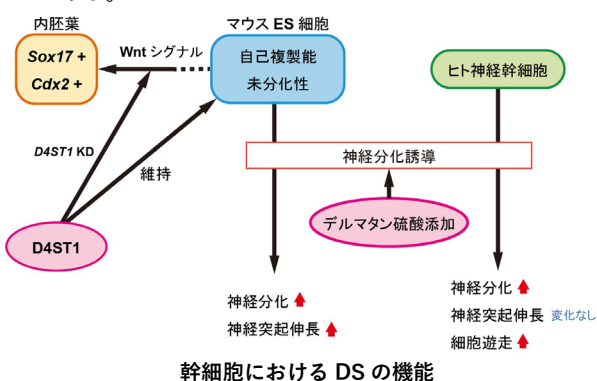 内胚葉
Sox17 +
Cdx2 +
Wnt シグナル
マウス ES 細胞
自己複製能
未分化性
ヒト神経幹細胞
D4ST1 KD
維持
神経分化誘導
D4ST1
デルマタン硫酸添加
神経分化
神経突起伸長
神経分化
神経突起伸長 変化なし
細胞遊走
幹細胞における DS の機能